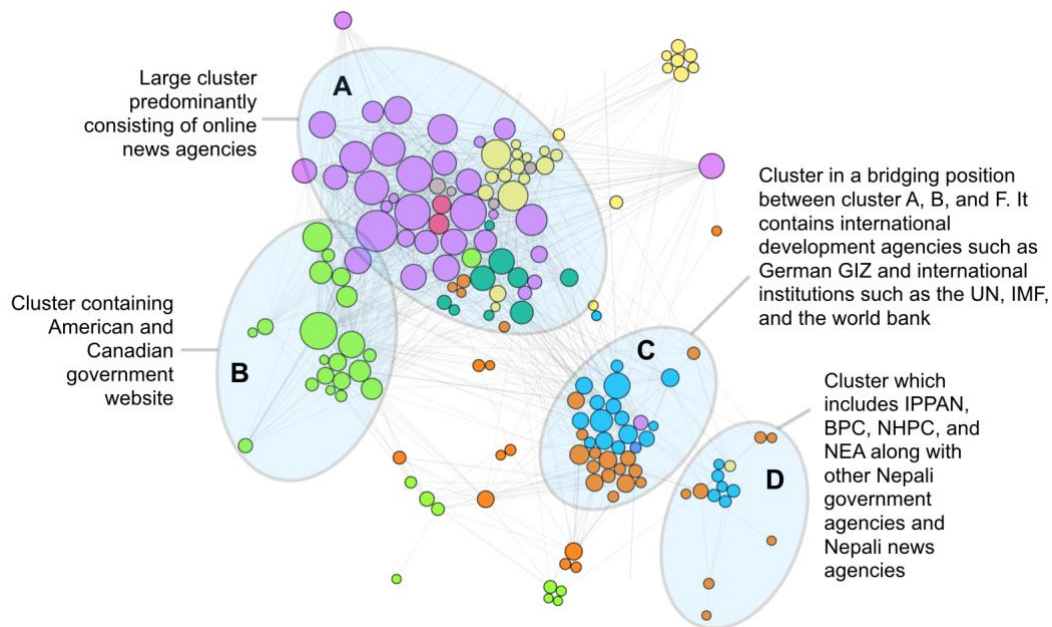 Large cluster
predominantly
consisting of online
news agencies
A
Cluster in a bridging position
between cluster A, B, and F. It
contains international
development agencies such as
German GIZ and international
institutions such as the UN, IMF,
and the world bank
Cluster containing
American and
Canadian
government
website
B
C
Cluster which
includes IPPAN,
BPC, NHPC, and
NEA along with
other Nepali
government
agencies and
Nepali news
agencies
D